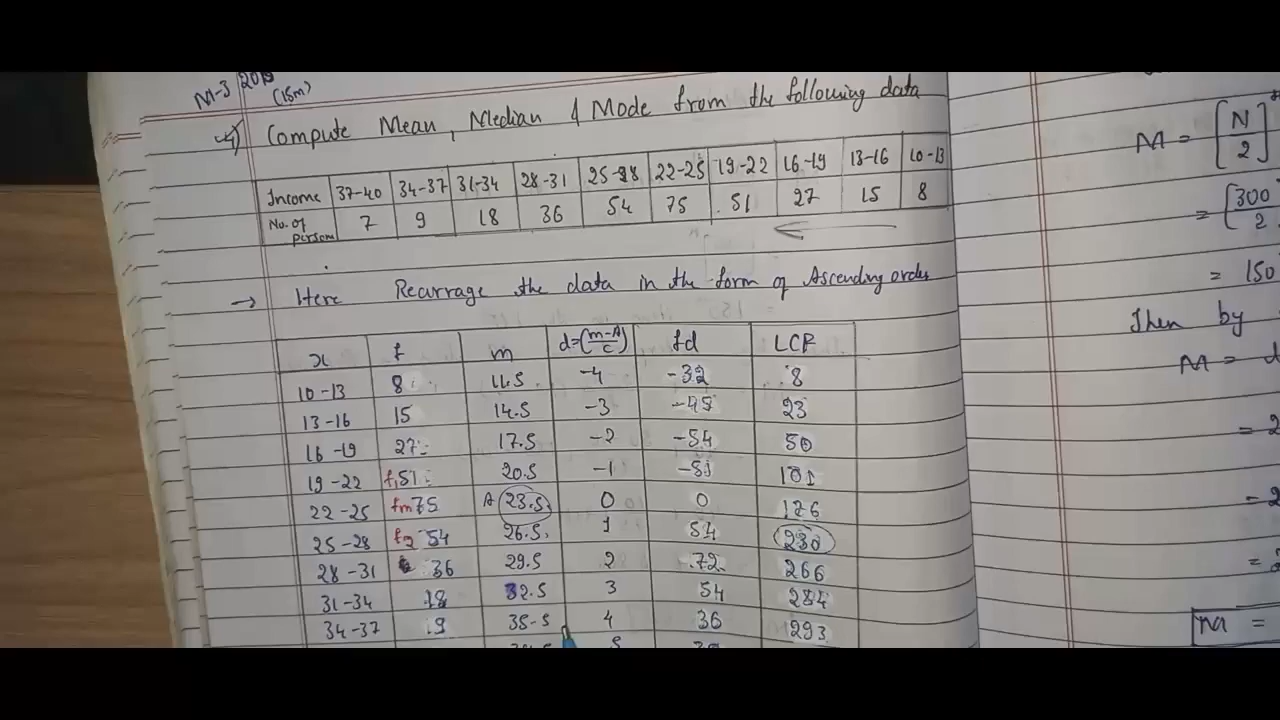 M-3 2019
(15m)
4) Compute Mean, Median & Mode from the following data
Income 37-40 34-37 31-34 28-31 25-28 22-25 19-22 16-19 13-16 10-13
No. of person 7 9 18 36 54 75 51 27 15 8
→ Here Rearrage the data in the form of Ascending order
x f m d=(m-A/c) fd LCF
10-13 8 11.5 -4 -32 8
13-16 15 14.5 -3 -45 23
16-19 27 17.5 -2 -54 50
19-22 f1 51 20.5 -1 -51 101
22-25 fm 75 A 23.5 0 0 176
25-28 f2 54 26.5 1 54 230
28-31 36 29.5 2 72 266
31-34 18 32.5 3 54 284
34-37 9 35.5 4 36 293
M = [N/2]
= [300/2
= 150
Then by
M =
= 2
= 2
=
M =